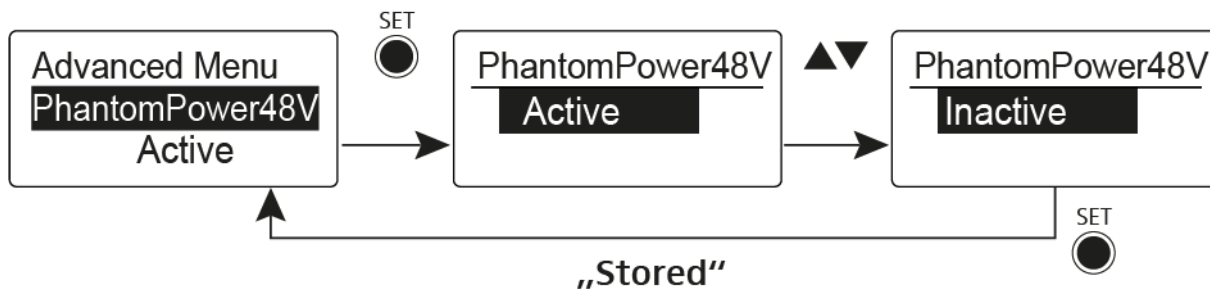 SET
Advanced Menu
PhantomPower48V
Active
PhantomPower48V
Active
PhantomPower48V
Inactive
SET
„Stored“